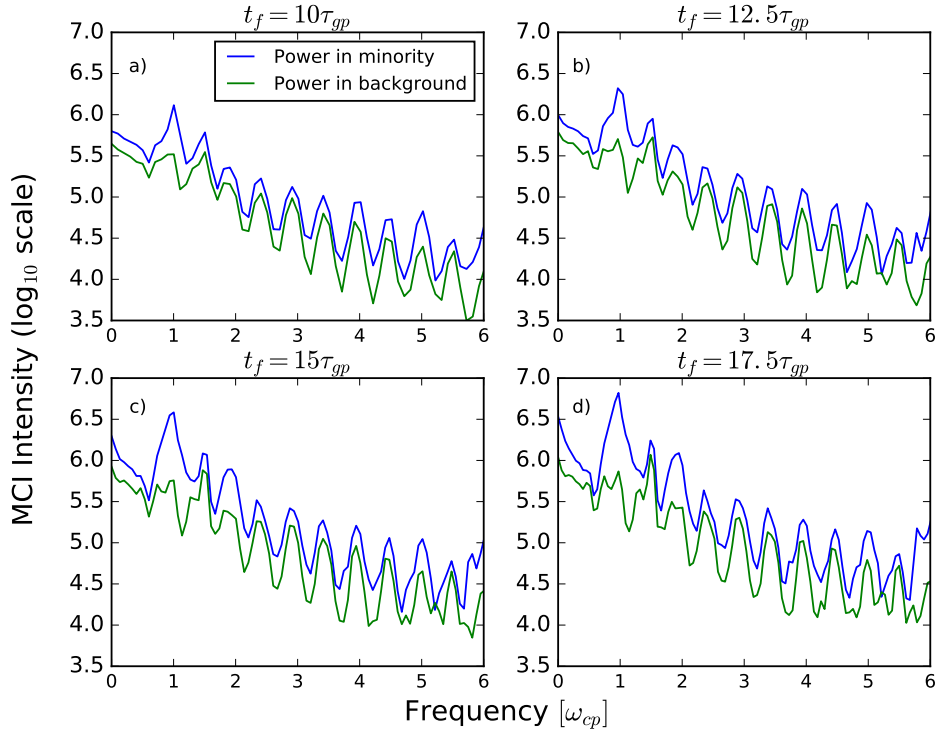 t_f = 10τ_gp
t_f = 12.5τ_gp
7.0
6.5
6.0
5.5
5.0
4.5
4.0
3.5
a)
Power in minority
Power in background
0 1 2 3 4 5 6
7.0
6.5
6.0
5.5
5.0
4.5
4.0
3.5
b)
0 1 2 3 4 5 6
MCI Intensity (log₁₀ scale)
t_f = 15τ_gp
t_f = 17.5τ_gp
7.0
6.5
6.0
5.5
5.0
4.5
4.0
3.5
c)
0 1 2 3 4 5 6
7.0
6.5
6.0
5.5
5.0
4.5
4.0
3.5
d)
0 1 2 3 4 5 6
Frequency [ω_cp]